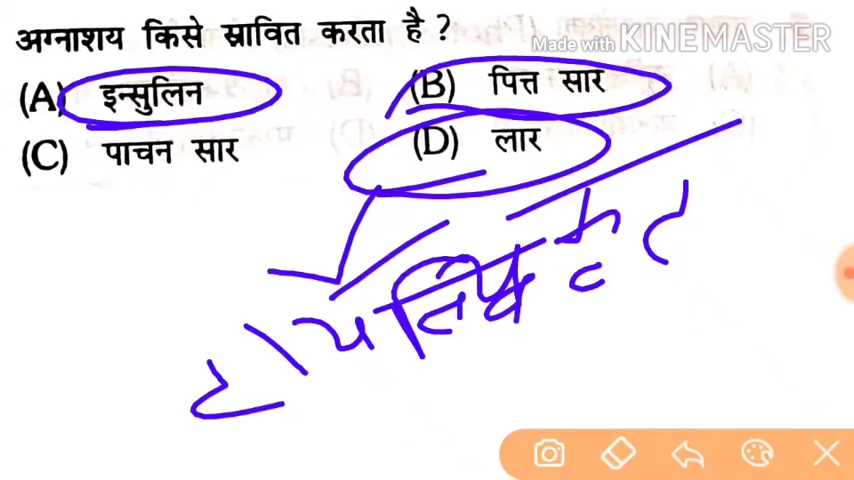 अग्नाशय किसे स्रावित करता है ?
Made with KINEMASTER
(A) इन्सुलिन
(B) पित्त सार
(C) पाचन सार
(D) लार